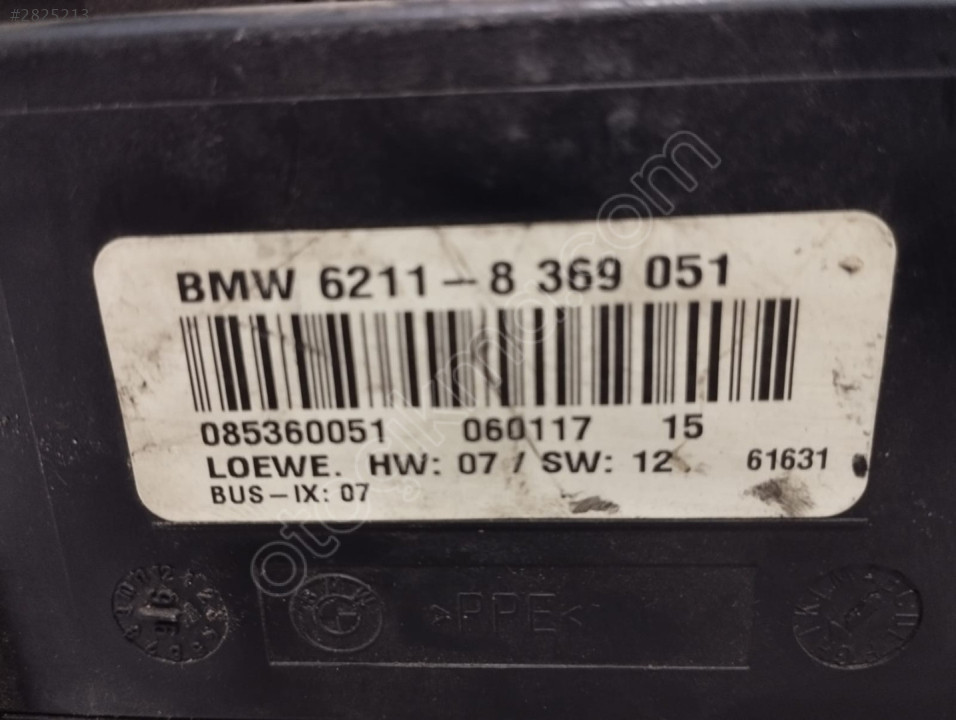 #2825213
BMW 6211-8 369 051
085360051 060117 15
LOEWE. HW: 07 / SW: 12. 61631
BUS-IX: 07
>PPE<